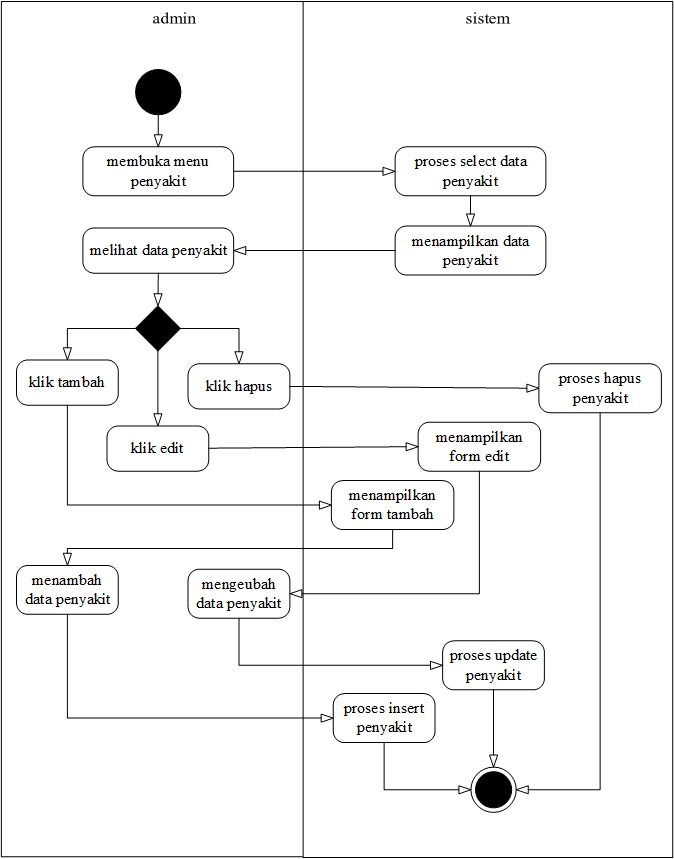 admin
sistem
membuka menu
penyakit
proses select data
penyakit
melihat data penyakit
menampilkan data
penyakit
klik tambah
klik hapus
proses hapus
penyakit
klik edit
menampilkan
form edit
menampilkan
form tambah
menambah
data penyakit
mengeubah
data penyakit
proses update
penyakit
proses insert
penyakit